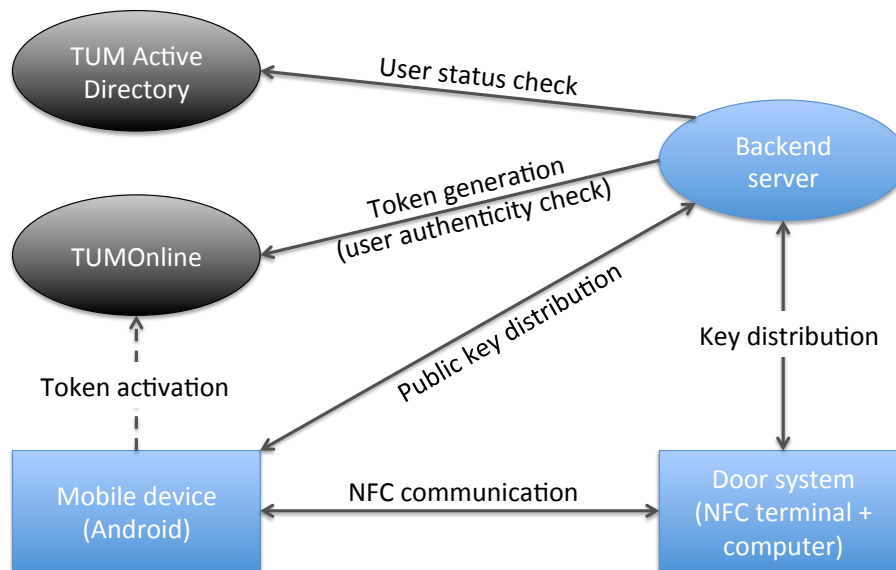 TUM Active
Directory
User status check
Backend
server
Token generation
(user authenticity check)
TUMOnline
Public key distribution
Key distribution
Token activation
Mobile device
(Android)
NFC communication
Door system
(NFC terminal +
computer)